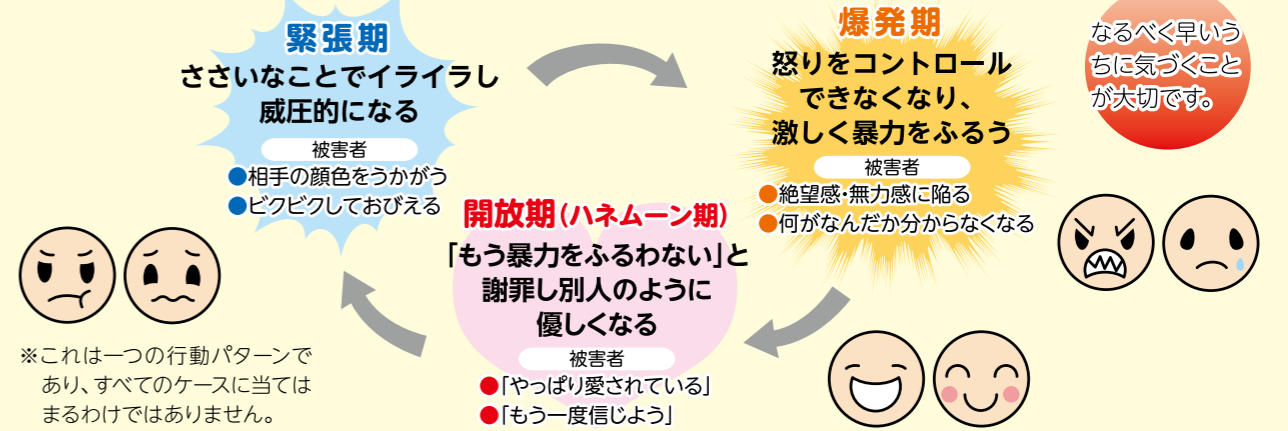 緊張期
ささいなことでイライラし
威圧的になる
被害者
●相手の顔色をうかがう
●ビクビクしておびえる
爆発期
怒りをコントロール
できなくなり、
激しく暴力をふるう
被害者
●絶望感・無力感に陥る
●何がなんだか分からなくなる
なるべく早いう
ちに気づくこと
が大切です。
開放期(ハネムーン期)
「もう暴力をふるわない」と
謝罪し別人のように
優しくなる
被害者
●「やっぱり愛されている」
●「もう一度信じよう」
※これは一つの行動パターンで
あり、すべてのケースに当ては
まるわけではありません。